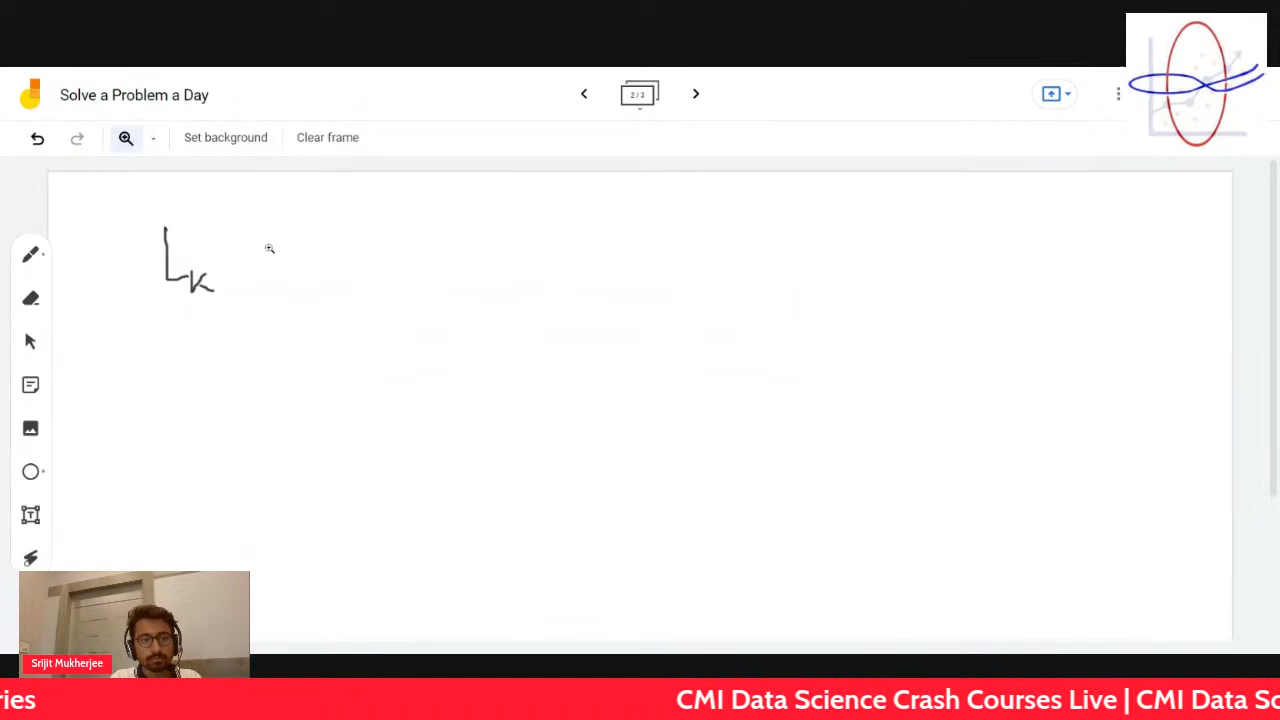 Solve a Problem a Day
2 / 3
Set background
Clear frame
L_K
T
Srijit Mukherjee
ries
CMI Data Science Crash Courses Live | CMI Data Sc